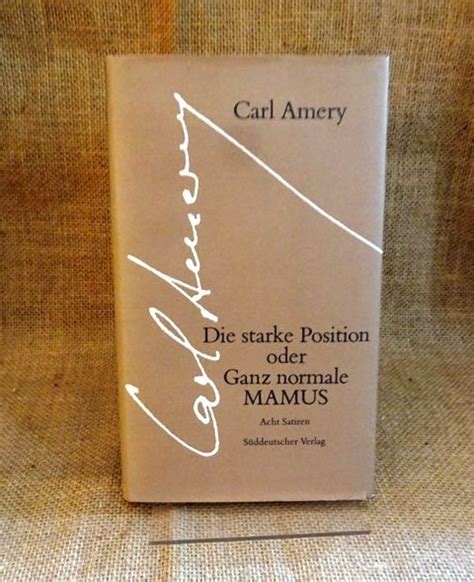 Carl Amery
Carl Amery
Die starke Position
oder
Ganz normale
MAMUS
Acht Satiren
Süddeutscher Verlag